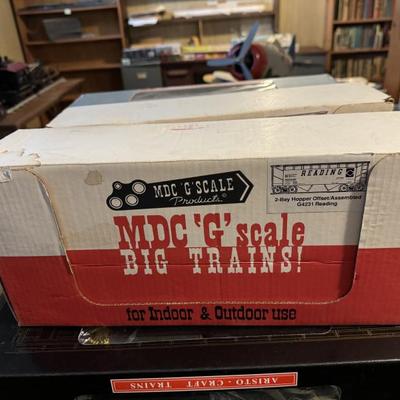 MDC 'G' SCALE
Products
READING
2-Bay Hopper Offset/Assembled
G4231 Reading
MDC 'G' scale
BIG TRAINS!
for Indoor & Outdoor use
ARISTO - CRAFT TRAINS